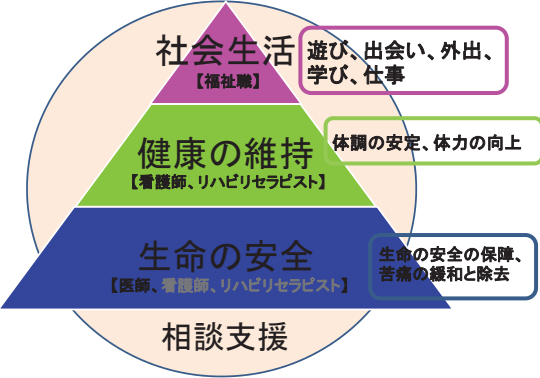 社会生活
【福祉職】
遊び、出会い、外出、
学び、仕事
健康の維持
【看護師、リハビリセラピスト】
体調の安定、体力の向上
生命の安全
【医師、看護師、リハビリセラピスト】
生命の安全の保障、
苦痛の緩和と除去
相談支援